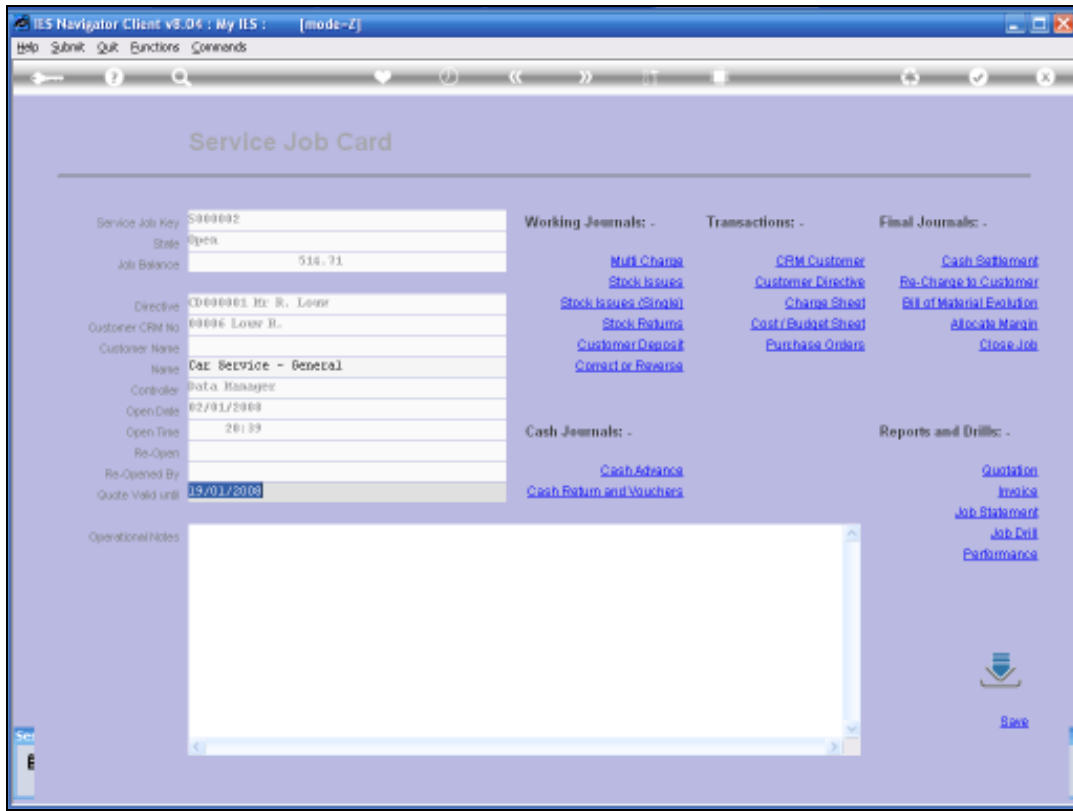 IES Navigator Client v8.04 : My IES : [mode-Z]
Help Submit Quit Functions Commands
Service Job Card
Service Job Key S000002
State Open
Job Balance 514.71
Directive CD000001 Mr R. Louw
Customer CRM No 00006 Louw R.
Customer Name
Name Car Service - General
Controller Data Manager
Open Date 02/01/2008
Open Time 20:39
Re-Open
Re-Opened By
Quote Valid until 19/01/2008
Operational Notes
Working Journals: -
Multi Charge
Stock Issues
Stock Issues (Single)
Stock Returns
Customer Deposit
Correct or Reverse
Transactions: -
CRM Customer
Customer Directive
Charge Sheet
Cost / Budget Sheet
Purchase Orders
Final Journals: -
Cash Settlement
Re-Charge to Customer
Bill of Material Evolution
Allocate Margin
Close Job
Cash Journals: -
Cash Advance
Cash Return and Vouchers
Reports and Drills: -
Quotation
Invoice
Job Statement
Job Drill
Performance
Save